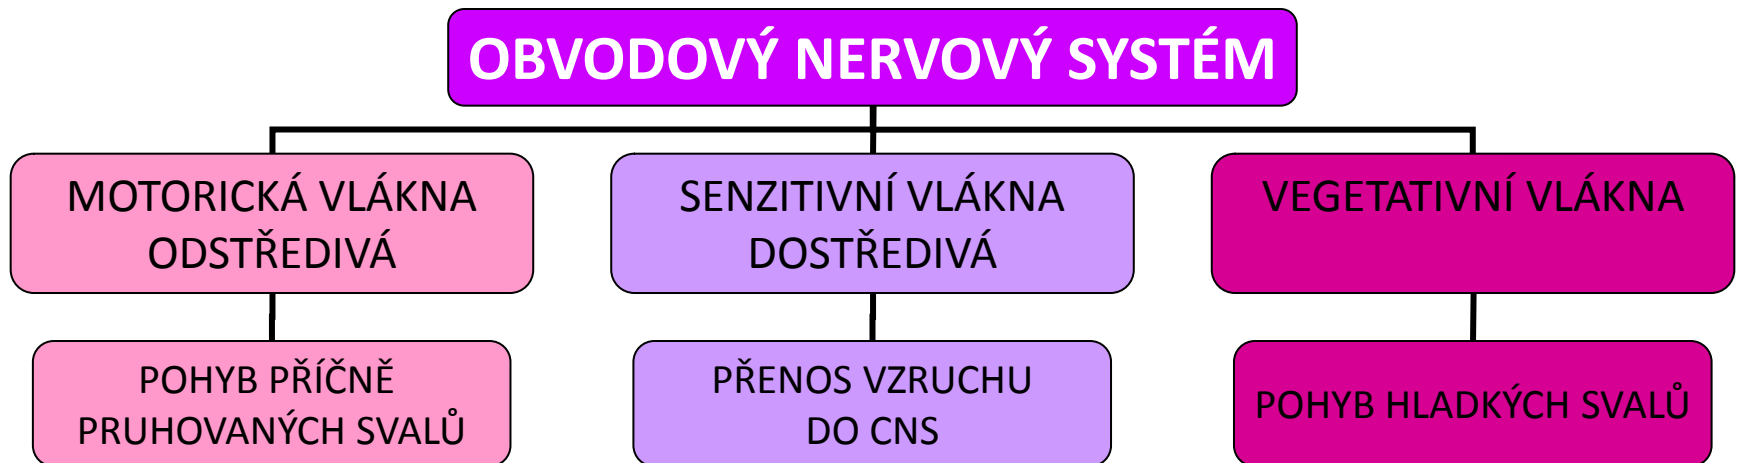 OBVODOVÝ NERVOVÝ SYSTÉM
MOTORICKÁ VLÁKNA
ODSTŘEDIVÁ
SENZITIVNÍ VLÁKNA
DOSTŘEDIVÁ
VEGETATIVNÍ VLÁKNA
POHYB PŘÍČNĚ
PRUHOVANÝCH SVALŮ
PŘENOS VZRUCHU
DO CNS
POHYB HLADKÝCH SVALŮ